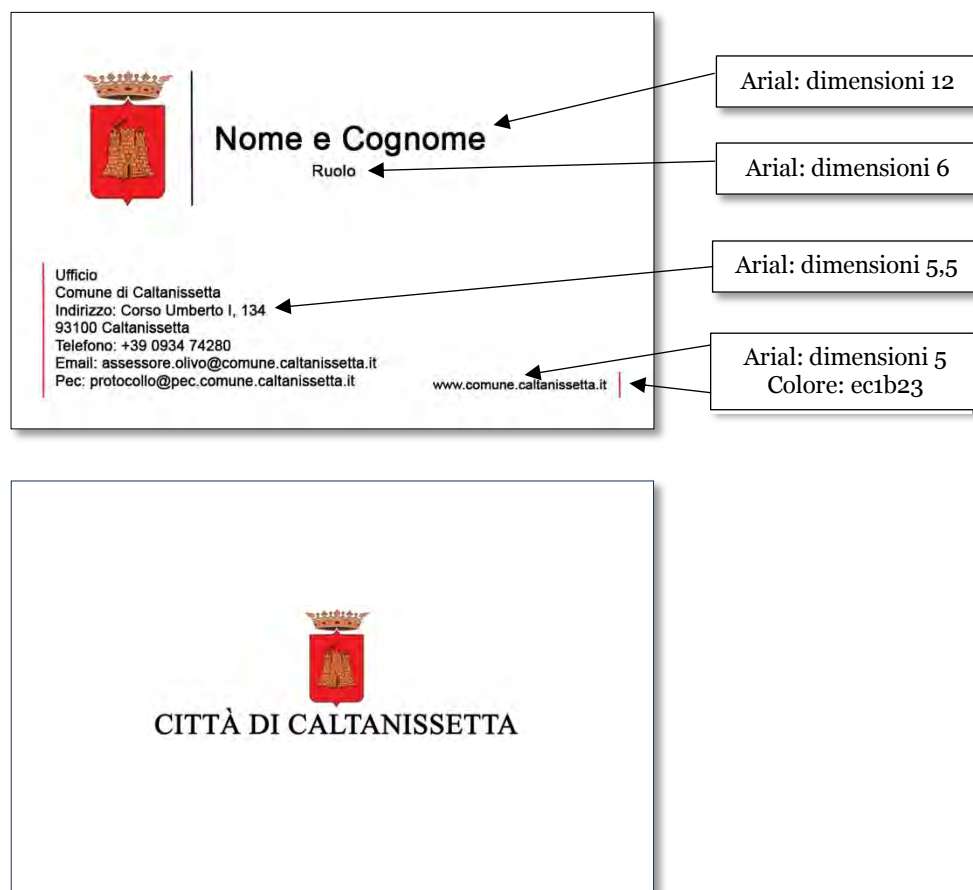 Nome e Cognome
Ruolo
Ufficio
Comune di Caltanissetta
Indirizzo: Corso Umberto I, 134
93100 Caltanissetta
Telefono: +39 0934 74280
Email: assessore.olivo@comune.caltanissetta.it
Pec: protocollo@pec.comune.caltanissetta.it
www.comune.caltanissetta.it
Arial: dimensioni 12
Arial: dimensioni 6
Arial: dimensioni 5,5
Arial: dimensioni 5
Colore: ec1b23
CITTÀ DI CALTANISSETTA